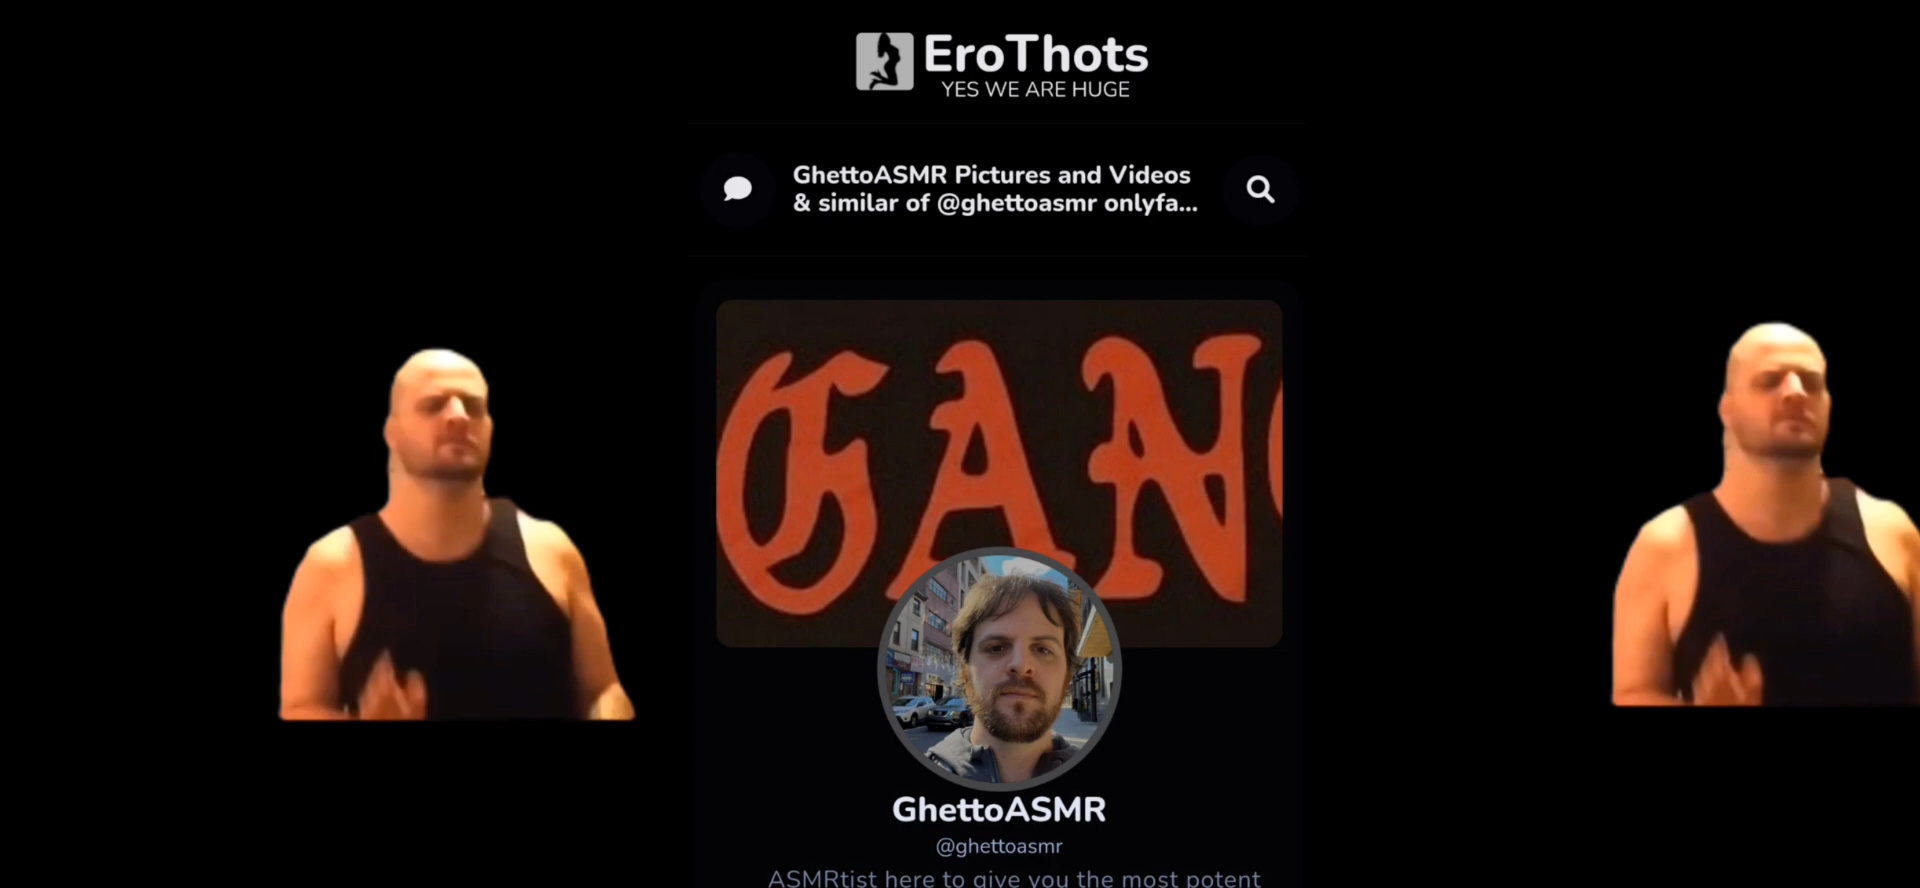 EroThots
YES WE ARE HUGE
GhettoASMR Pictures and Videos
& similar of @ghettoasmr onlyfa...
GAN
GhettoASMR
@ghettoasmr
ASMRtist here to give you the most potent